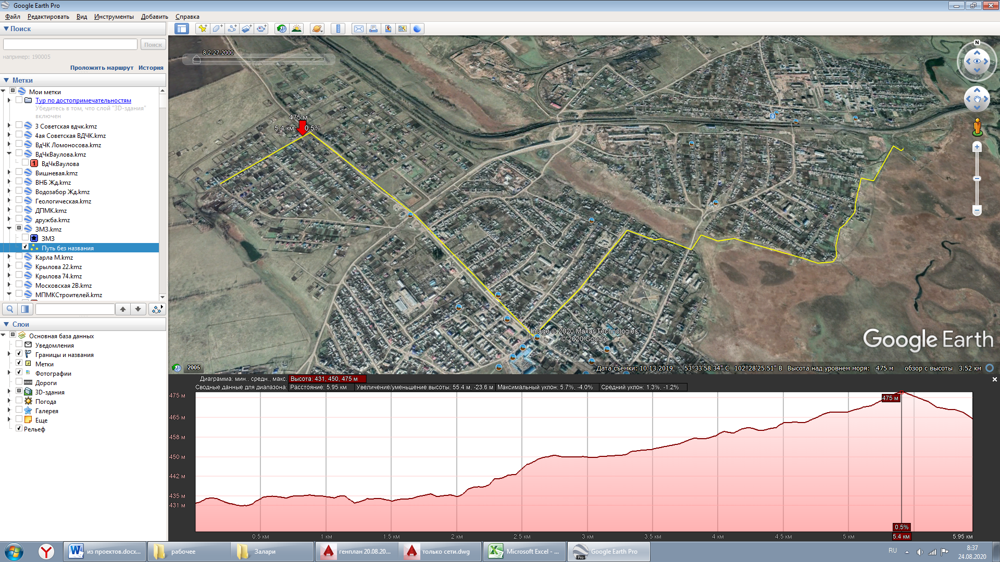 Google Earth Pro
Файл Редактировать Вид Инструменты Добавить Справка
Поиск
Поиск
например: 190005
Проложить маршрут История
Метки
Мои метки
Тур по достопримечательностям
Убедитесь в том, что слой "3D-здания"
включен
3 Советская вдчк.kmz
4ая Советская ВДЧК.kmz
ВдЧК Ломоносова.kmz
ВдЧкВаулова.kmz
1 ВдЧкВаулова
Вишневая.kmz
ВНБ Жд.kmz
Водозабор Жд.kmz
Геологическая.kmz
ДПМК.kmz
дружба.kmz
ЗМЗ.kmz
ЗМЗ
Путь без названия
Карла М.kmz
Крылова 22.kmz
Крылова 74.kmz
Московская 2В.kmz
МПМКСтроителей.kmz
Слои
Основная база данных
Уведомления
Границы и названия
Метки
Фотографии
Дороги
3D-здания
Погода
Галерея
Еще
Рельеф
8 2.27.2000
N
475 м
5.4 км 0.5%
Image © 2020 Maxar Technologies
© 2020 Google
Google Earth
2005
Дата съемки: 10.13.2019 53°33'58.34" С 102°28'25.51" В Высота над уровнем моря: 475 м обзор с высоты 3.52 км
Диаграмма: мин., средн., макс. Высота: 431, 450, 475 м
Сводные данные для диапазона: Расстояние: 5.95 км Увеличение/уменьшение высоты: 55.4 м, -23.6 м Максимальный уклон: 5.7%, -4.0% Средний уклон: 1.3%, -1.2%
475 м
465 м
458 м
450 м
442 м
435 м
431 м
475 м
0.5%
0.5 км 1 км 1.5 км 2 км 2.5 км 3 км 3.5 км 4 км 4.5 км 5 км 5.4 км 5.95 км
из проектов.docx... рабочее Залари генплан 20.08.20... только сети.dwg Microsoft Excel - ... Google Earth Pro
RU
8:37
24.08.2020